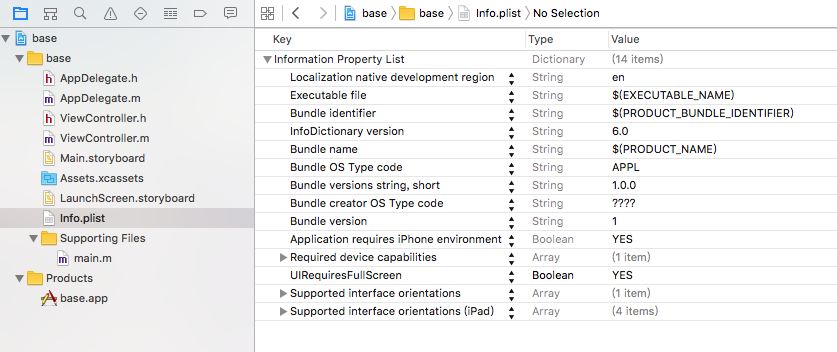 base base Info.plist No Selection
base
base
AppDelegate.h
AppDelegate.m
ViewController.h
ViewController.m
Main.storyboard
Assets.xcassets
LaunchScreen.storyboard
Info.plist
Supporting Files
main.m
Products
base.app
Key Type Value
Information Property List Dictionary (14 items)
Localization native development region String en
Executable file String $(EXECUTABLE_NAME)
Bundle identifier String $(PRODUCT_BUNDLE_IDENTIFIER)
InfoDictionary version String 6.0
Bundle name String $(PRODUCT_NAME)
Bundle OS Type code String APPL
Bundle versions string, short String 1.0.0
Bundle creator OS Type code String ????
Bundle version String 1
Application requires iPhone environment Boolean YES
Required device capabilities Array (1 item)
UIRequiresFullScreen Boolean YES
Supported interface orientations Array (1 item)
Supported interface orientations (iPad) Array (4 items)